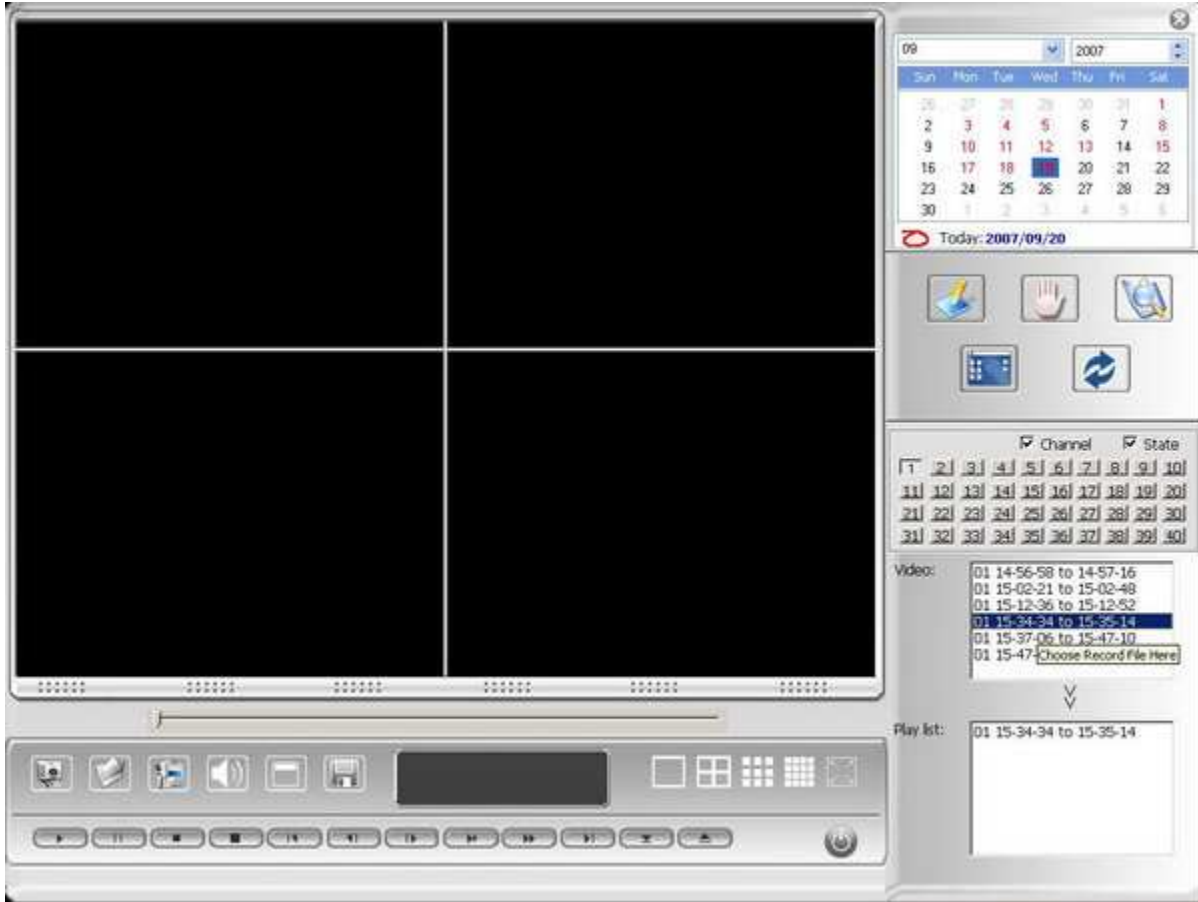 09 2007
Sun Mon Tue Wed Thu Fri Sat
26 27 28 29 30 31 1
2 3 4 5 6 7 8
9 10 11 12 13 14 15
16 17 18 19 20 21 22
23 24 25 26 27 28 29
30 1 2 3 4 5 6
Today: 2007/09/20
Channel State
1 2 3 4 5 6 7 8 9 10
11 12 13 14 15 16 17 18 19 20
21 22 23 24 25 26 27 28 29 30
31 32 33 34 35 36 37 38 39 40
Video:
01 14-56-58 to 14-57-16
01 15-02-21 to 15-02-48
01 15-12-36 to 15-12-52
01 15-34-34 to 15-35-14
01 15-37-06 to 15-47-10
01 15-47-
Choose Record File Here
Play list:
01 15-34-34 to 15-35-14